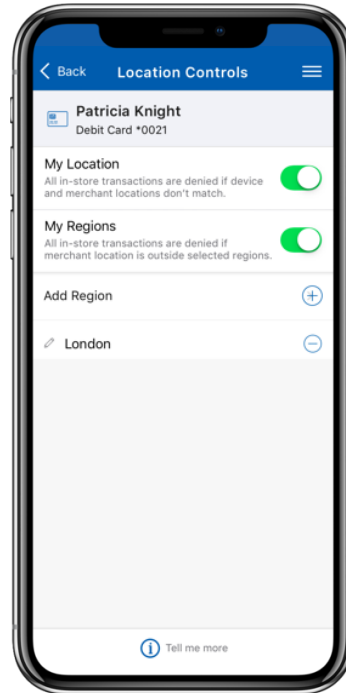 Back
Location Controls
Patricia Knight
Debit Card *0021
My Location
All in-store transactions are denied if device
and merchant locations don't match.
My Regions
All in-store transactions are denied if
merchant location is outside selected regions.
Add Region
London
Tell me more